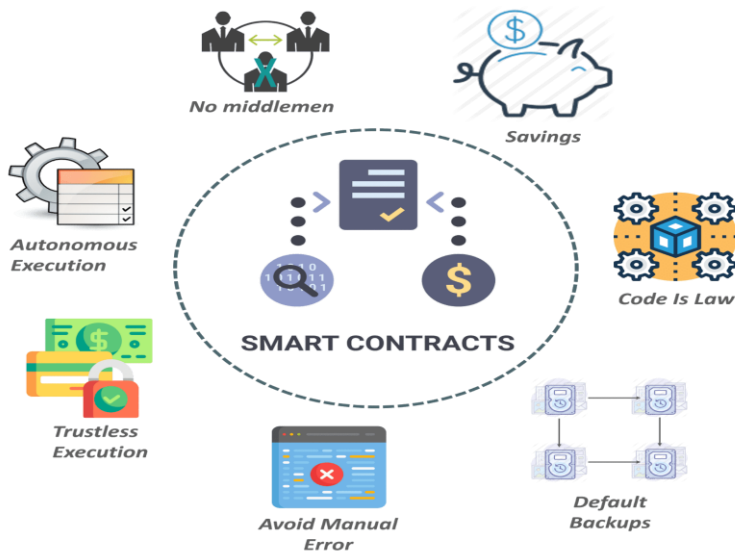 No middlemen
Savings
Autonomous
Execution
Code Is Law
SMART CONTRACTS
Trustless
Execution
Avoid Manual
Error
Default
Backups